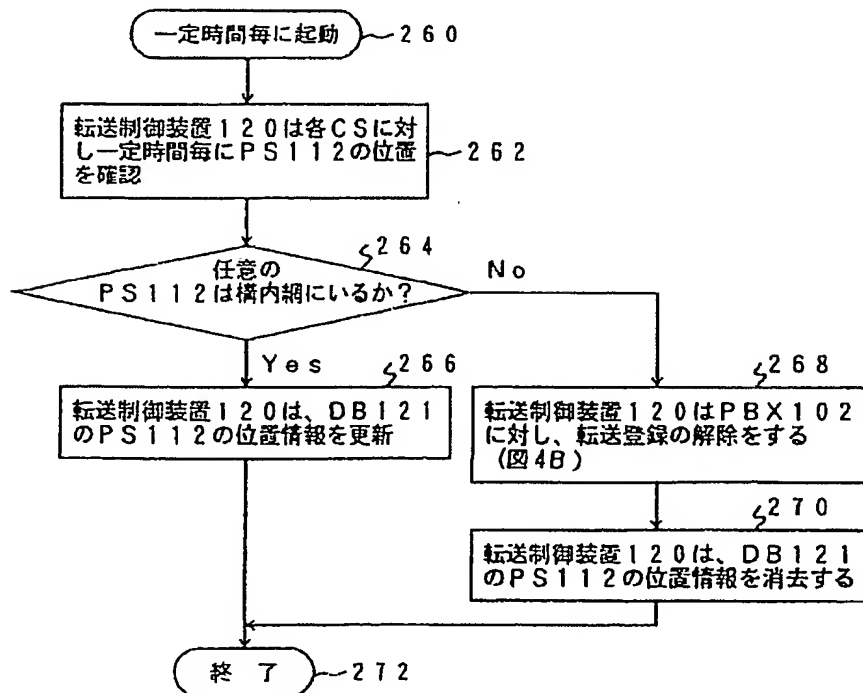 一定時間毎に起動
260
転送制御装置120は各CSに対
し一定時間毎にPS112の位置
を確認
262
264
任意の
PS112は構内網にいるか?
No
Yes
266
転送制御装置120は、DB121
のPS112の位置情報を更新
268
転送制御装置120はPBX102
に対し、転送登録の解除をする
(図4B)
270
転送制御装置120は、DB121
のPS112の位置情報を消去する
終了
272